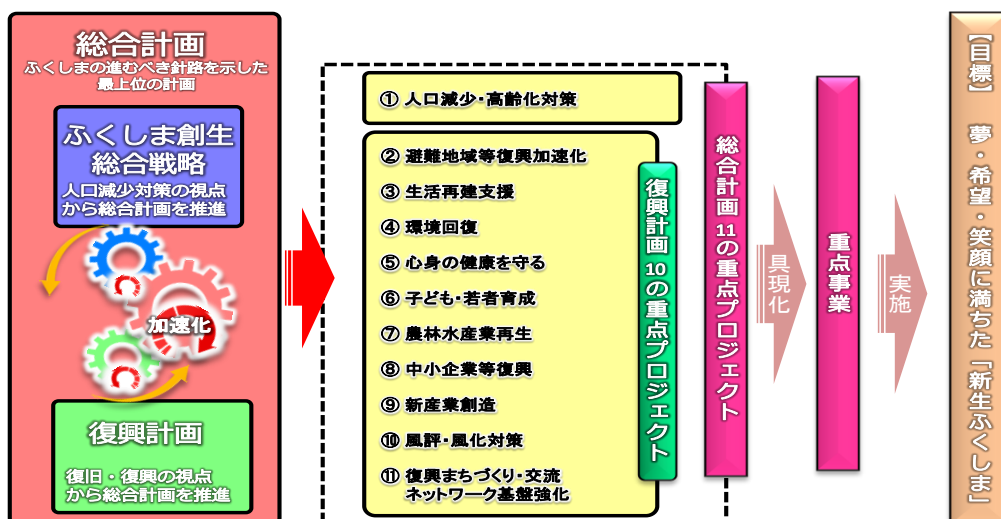 総合計画
ふくしまの進むべき針路を示した
最上位の計画
ふくしま創生
総合戦略
人口減少対策の視点
から総合計画を推進
加速化
復興計画
復旧・復興の視点
から総合計画を推進
① 人口減少・高齢化対策
② 避難地域等復興加速化
③ 生活再建支援
④ 環境回復
⑤ 心身の健康を守る
⑥ 子ども・若者育成
⑦ 農林水産業再生
⑧ 中小企業等復興
⑨ 新産業創造
⑩ 風評・風化対策
⑪ 復興まちづくり・交流
ネットワーク基盤強化
復興計画 10の重点プロジェクト
総合計画 11の重点プロジェクト
具現化
重点事業
実施
【目標】 夢・希望・笑顔に満ちた「新生ふくしま」